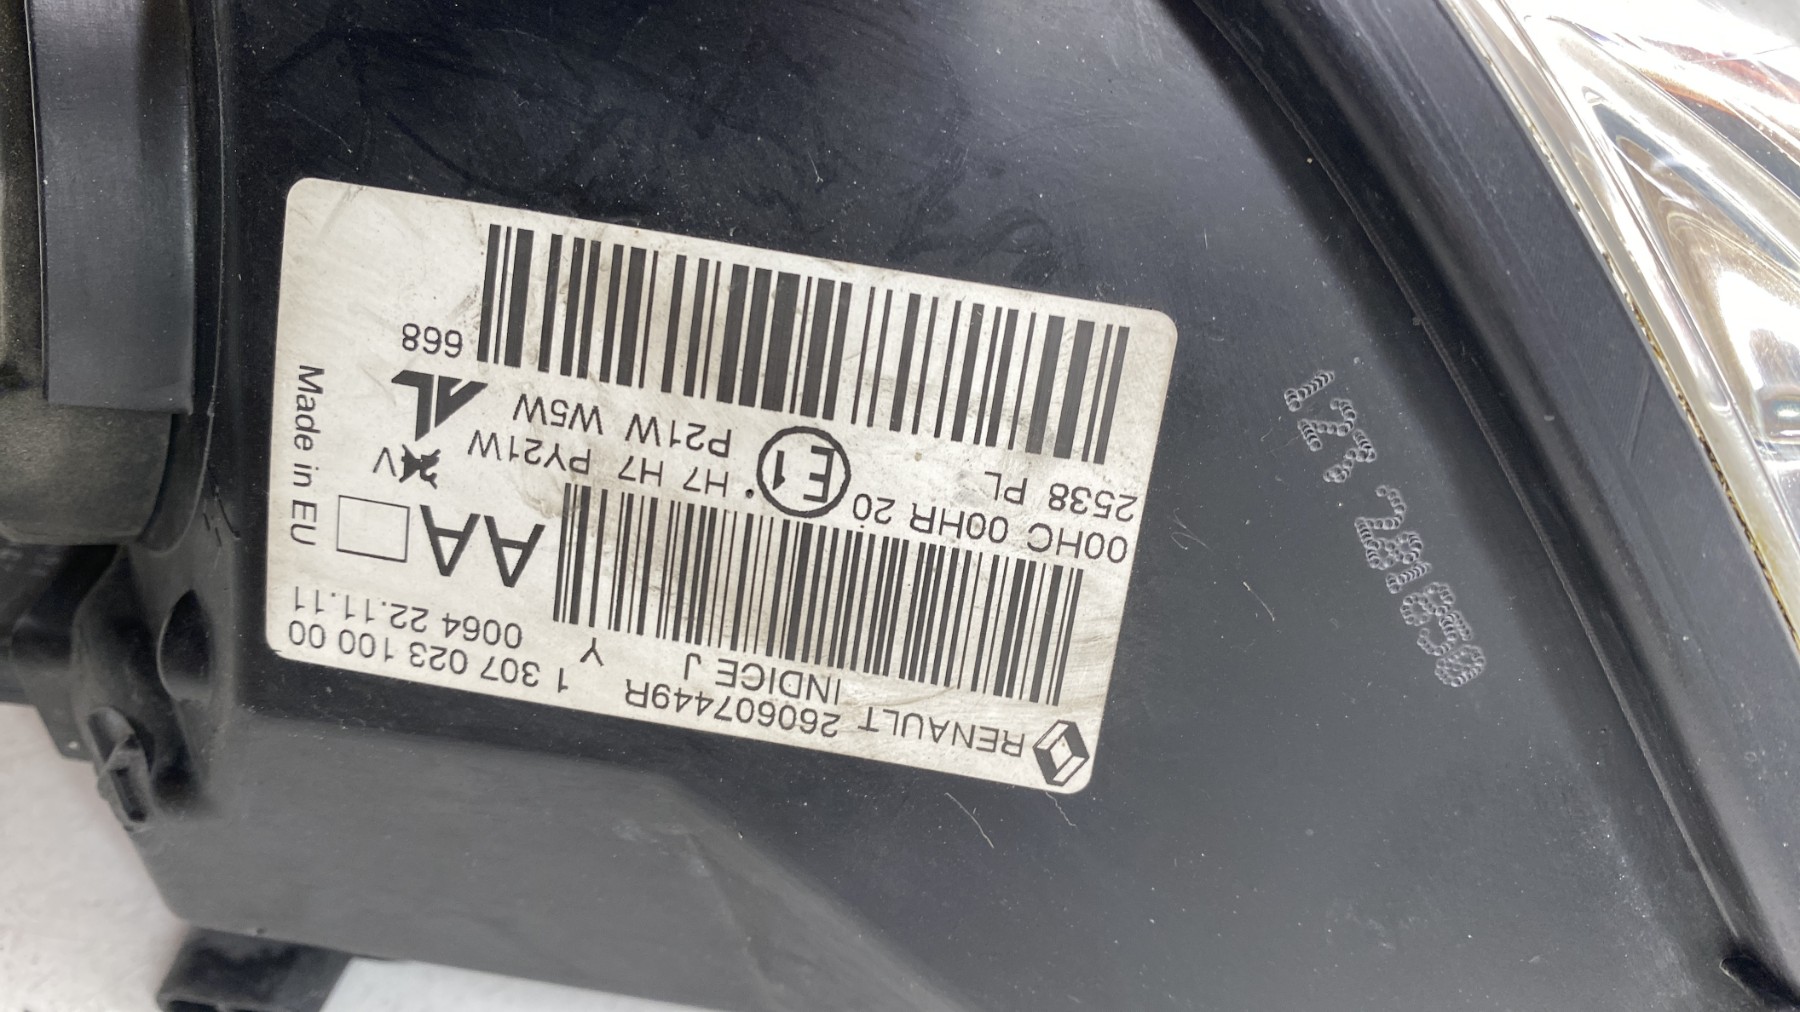 RENAULT 260607449R 1 307 023 100 00
INDICE J Y 0064 22.11.11
AA
00HC 00HR 20 E1 H7 H7 PY21W V
2538 PL P21W W5W AL
668
Made in EU